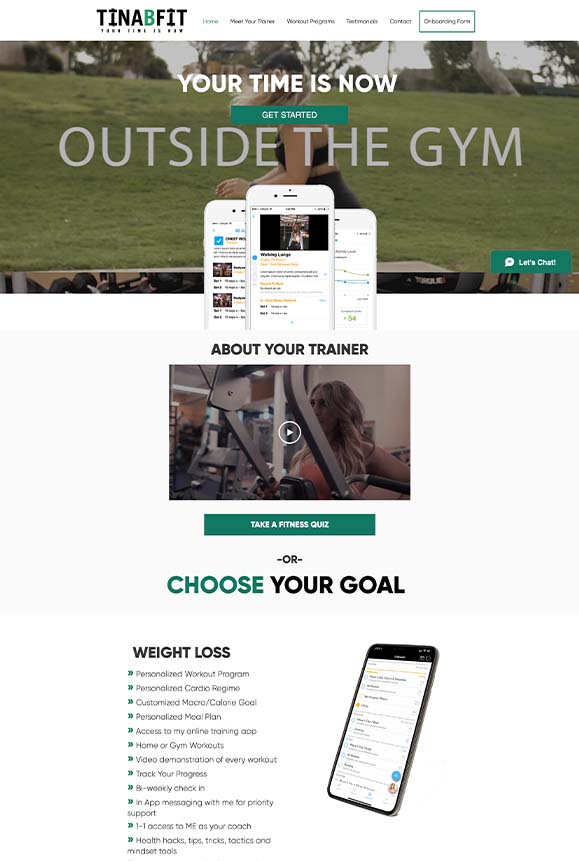 TINABFIT
YOUR TIME IS NOW
Home Meet Your Trainer Workout Programs Testimonials Contact Onboarding Form
YOUR TIME IS NOW
GET STARTED
OUTSIDE THE GYM
Walking Lunge
Let's Chat!
TORQUE
+ 54
ABOUT YOUR TRAINER
TAKE A FITNESS QUIZ
-OR-
CHOOSE YOUR GOAL
WEIGHT LOSS
» Personalized Workout Program
» Personalized Cardio Regime
» Customized Macro/Calorie Goal
» Personalized Meal Plan
» Access to my online training app
» Home or Gym Workouts
» Video demonstration of every workout
» Track Your Progress
» Bi-weekly check in
» In App messaging with me for priority
support
» 1-1 access to ME as your coach
» Health hacks, tips, tricks, tactics and
mindset tools